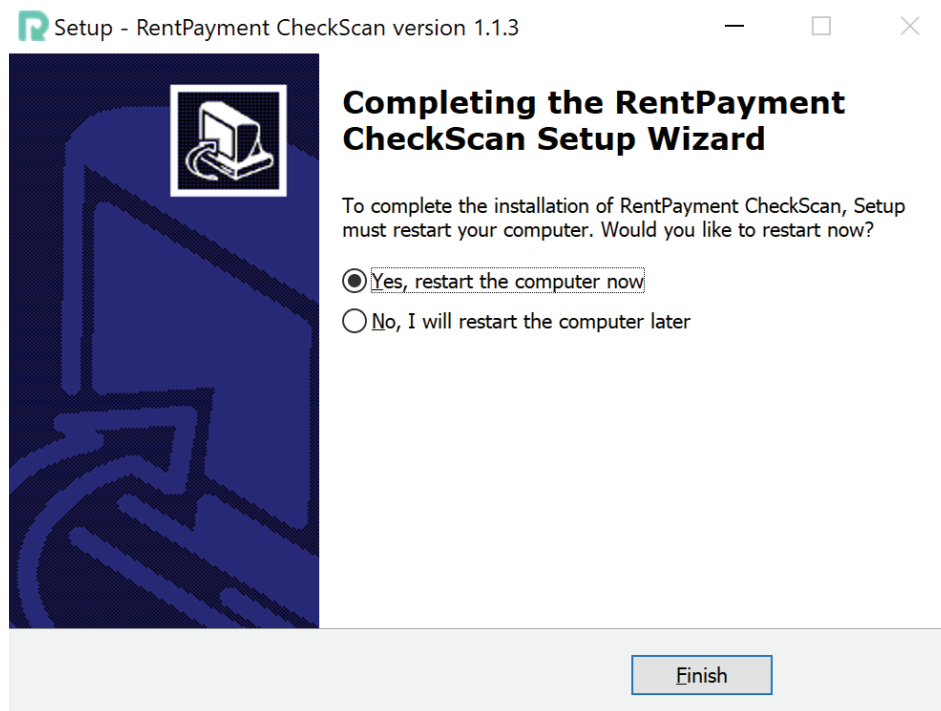 Setup - RentPayment CheckScan version 1.1.3
Completing the RentPayment
CheckScan Setup Wizard
To complete the installation of RentPayment CheckScan, Setup
must restart your computer. Would you like to restart now?
Yes, restart the computer now
No, I will restart the computer later
Finish